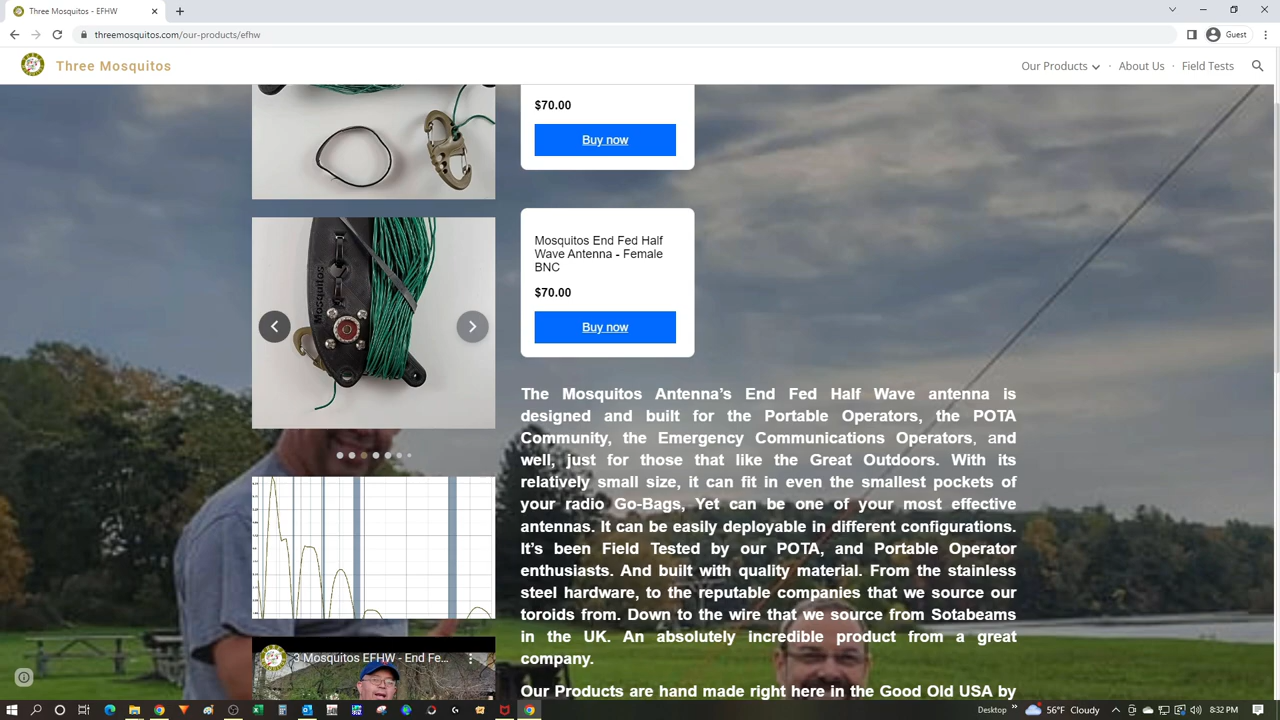 Three Mosquitos - EFHW
threemosquitos.com/our-products/efhw
Guest
Three Mosquitos
Our Products
About Us
Field Tests
$70.00
Buy now
Mosquitos
Mosquitos End Fed Half
Wave Antenna - Female
BNC
$70.00
Buy now
The Mosquitos Antenna's End Fed Half Wave antenna is
designed and built for the Portable Operators, the POTA
Community, the Emergency Communications Operators, and
well, just for those that like the Great Outdoors. With its
relatively small size, it can fit in even the smallest pockets of
your radio Go-Bags, Yet can be one of your most effective
antennas. It can be easily deployable in different configurations.
It's been Field Tested by our POTA, and Portable Operator
enthusiasts. And built with quality material. From the stainless
steel hardware, to the reputable companies that we source our
toroids from. Down to the wire that we source from Sotabeams
in the UK. An absolutely incredible product from a great
company.
Our Products are hand made right here in the Good Old USA by
3 Mosquitos EFHW - End Fe...
Desktop
56°F Cloudy
8:32 PM